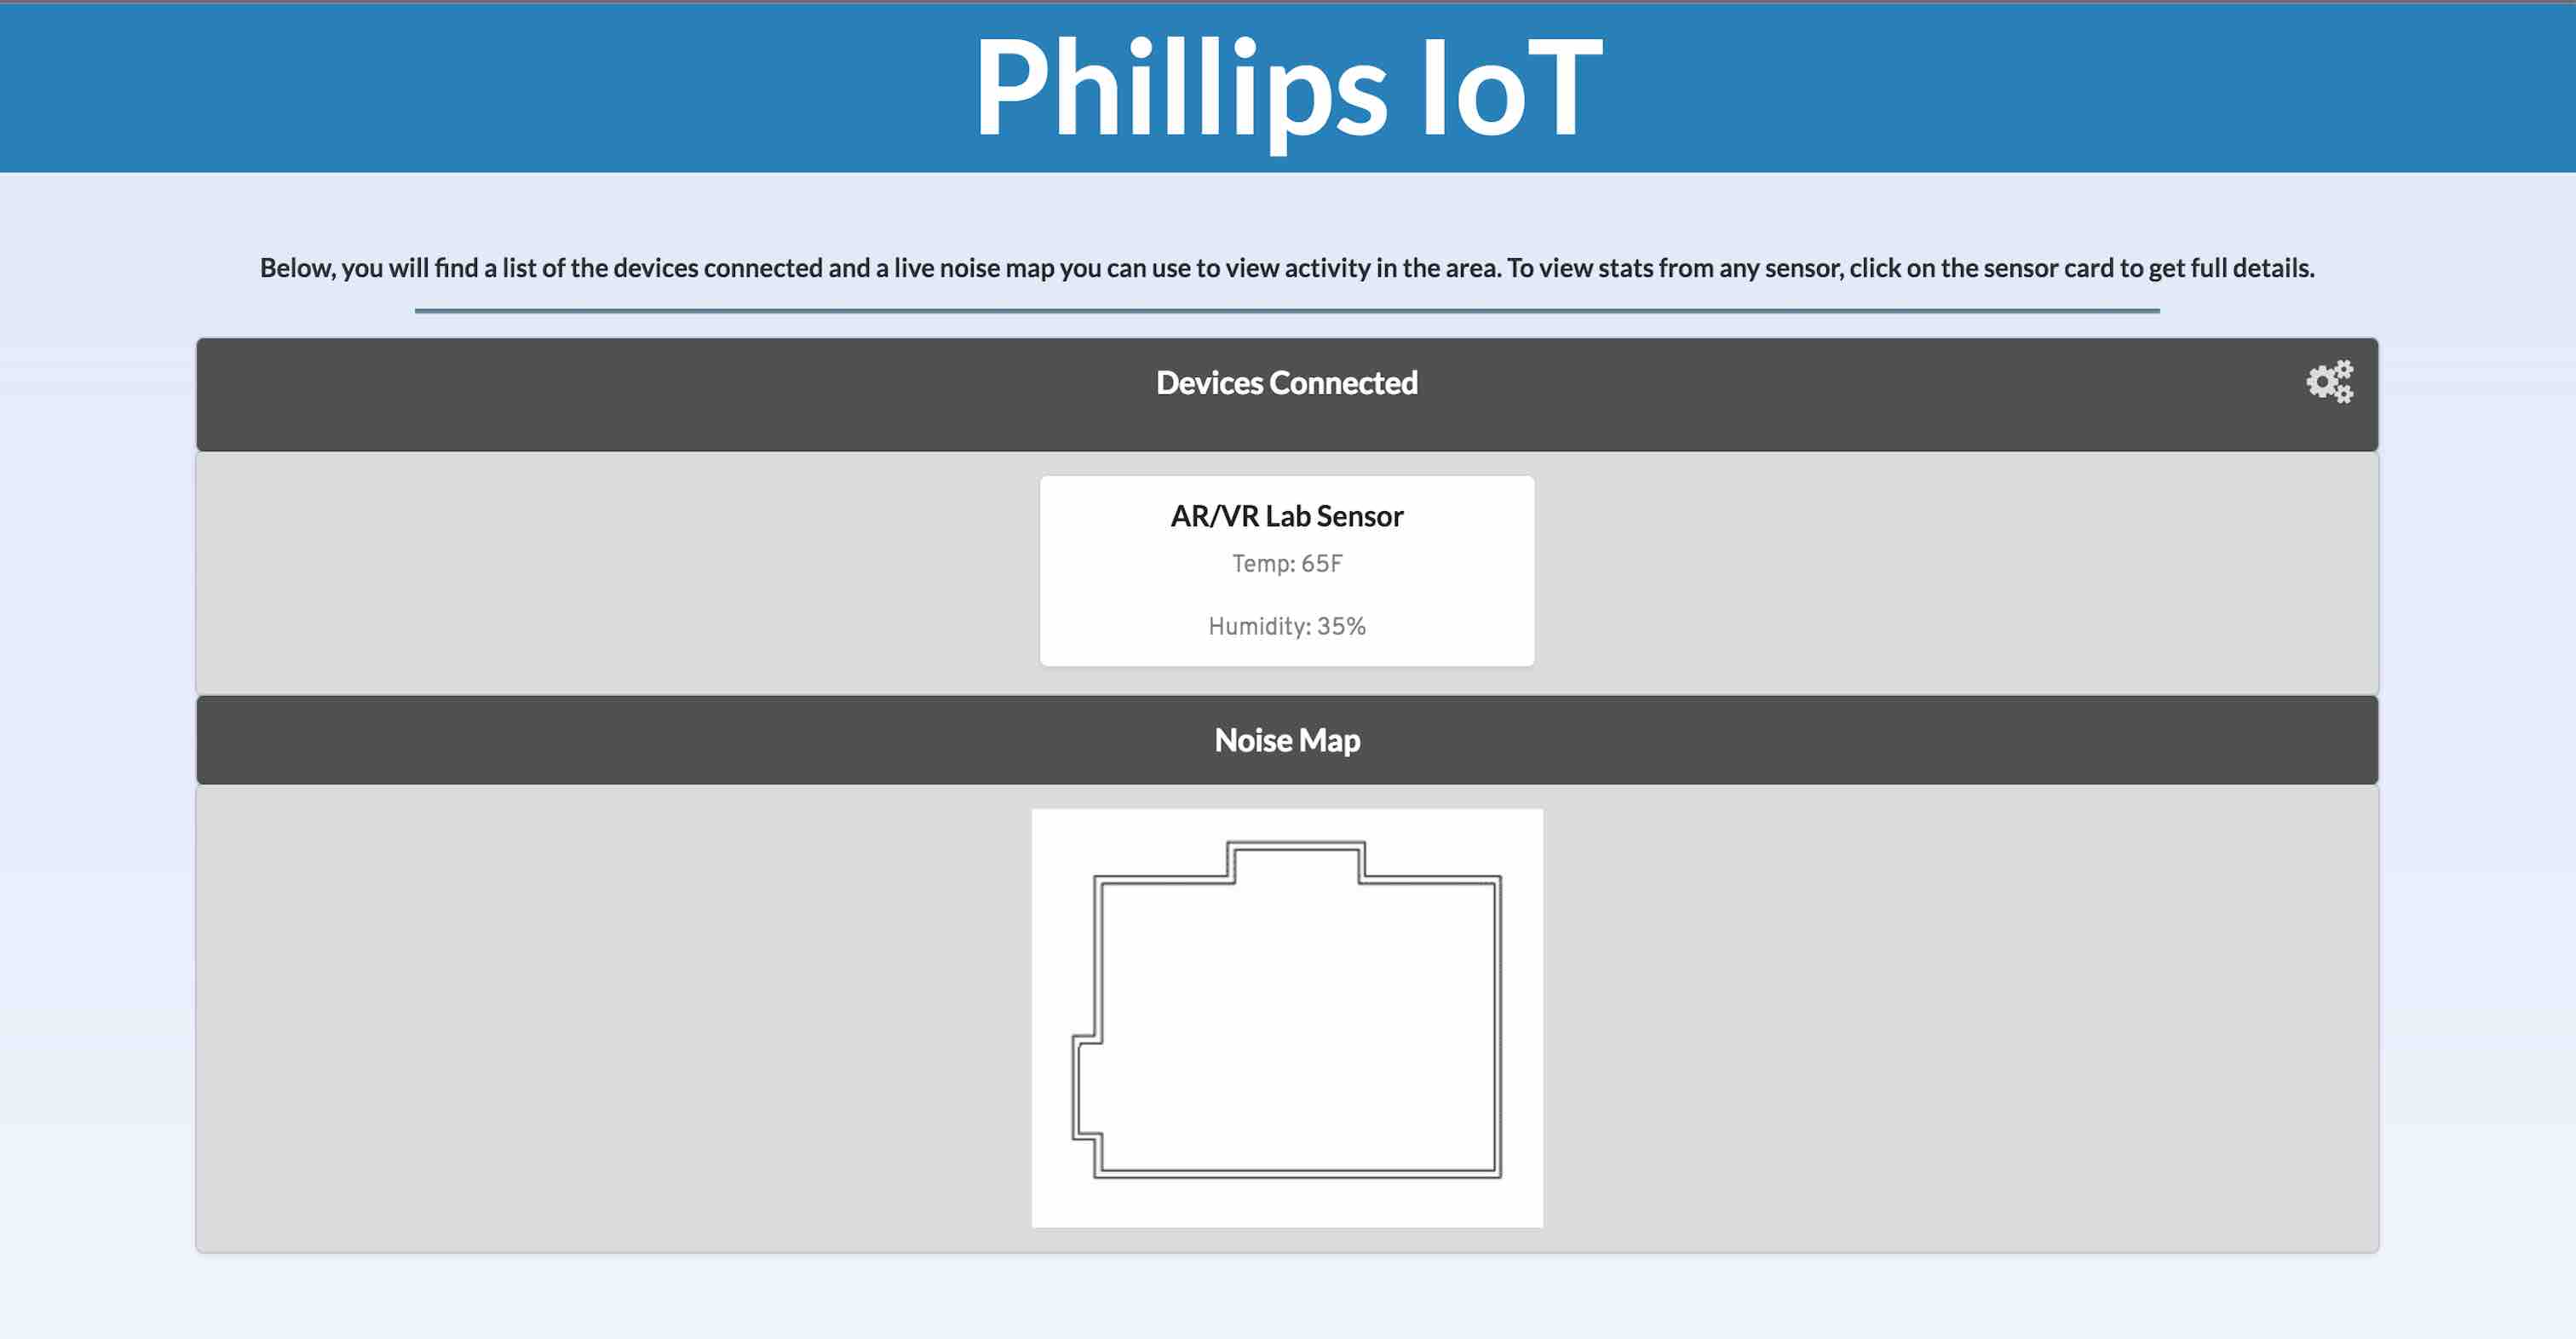 Phillips IoT
Below, you will find a list of the devices connected and a live noise map you can use to view activity in the area. To view stats from any sensor, click on the sensor card to get full details.
Devices Connected
AR/VR Lab Sensor
Temp: 65F
Humidity: 35%
Noise Map